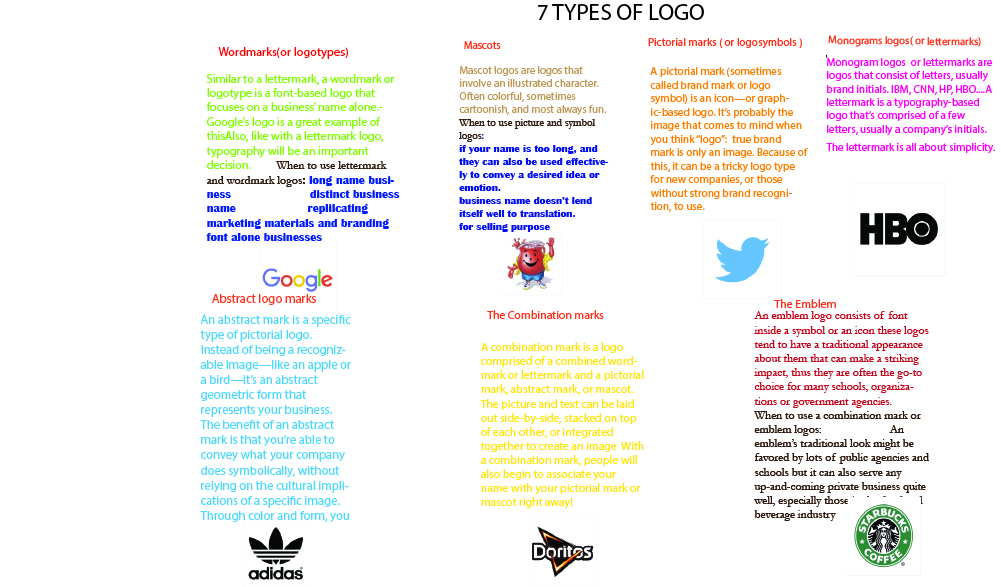 7 TYPES OF LOGO
Wordmarks(or logotypes)
Similar to a lettermark, a wordmark or
logotype is a font-based logo that
focuses on a business’ name alone.-
Google’s logo is a great example of
thisAlso, like with a lettermark logo,
typography will be an important
decision. When to use lettermark
and wordmark logos: long name busi-
ness distinct business
name replilcating
marketing materials and branding
font alone businesses
Google
Mascots
Mascot logos are logos that
involve an illustrated character.
Often colorful, sometimes
cartoonish, and most always fun.
When to use picture and symbol
logos:
if your name is too long, and
they can also be used effective-
ly to convey a desired idea or
emotion.
business name doesn't lend
itself well to translation.
for selling purpose
Pictorial marks ( or logosymbols )
A pictorial mark (sometimes
called brand mark or logo
symbol) is an icon—or graph-
ic-based logo. It’s probably the
image that comes to mind when
you think “logo”: true brand
mark is only an image. Because of
this, it can be a tricky logo type
for new companies, or those
without strong brand recogni-
tion, to use.
Monograms logos( or lettermarks)
Monogram logos or lettermarks are
logos that consist of letters, usually
brand initials. IBM, CNN, HP, HBO....A
lettermark is a typography-based
logo that’s comprised of a few
letters, usually a company’s initials.
The lettermark is all about simplicity.
HBO
Abstract logo marks
An abstract mark is a specific
type of pictorial logo.
Instead of being a recogniz-
able image—like an apple or
a bird—it’s an abstract
geometric form that
represents your business.
The benefit of an abstract
mark is that you’re able to
convey what your company
does symbolically, without
relying on the cultural impli-
cations of a specific image.
Through color and form, you
adidas
The Combination marks
A combination mark is a logo
comprised of a combined word-
mark or lettermark and a pictorial
mark, abstract mark, or mascot.
The picture and text can be laid
out side-by-side, stacked on top
of each other, or integrated
together to create an image. With
a combination mark, people will
also begin to associate your
name with your pictorial mark or
mascot right away!
Doritos
The Emblem
An emblem logo consists of font
inside a symbol or an icon these logos
tend to have a traditional appearance
about them that can make a striking
impact, thus they are often the go-to
choice for many schools, organiza-
tions or government agencies.
When to use a combination mark or
emblem logos: An
emblem’s traditional look might be
favored by lots of public agencies and
schools but it can also serve any
up-and-coming private business quite
well, especially those
beverage industry
STARBUCKS
COFFEE